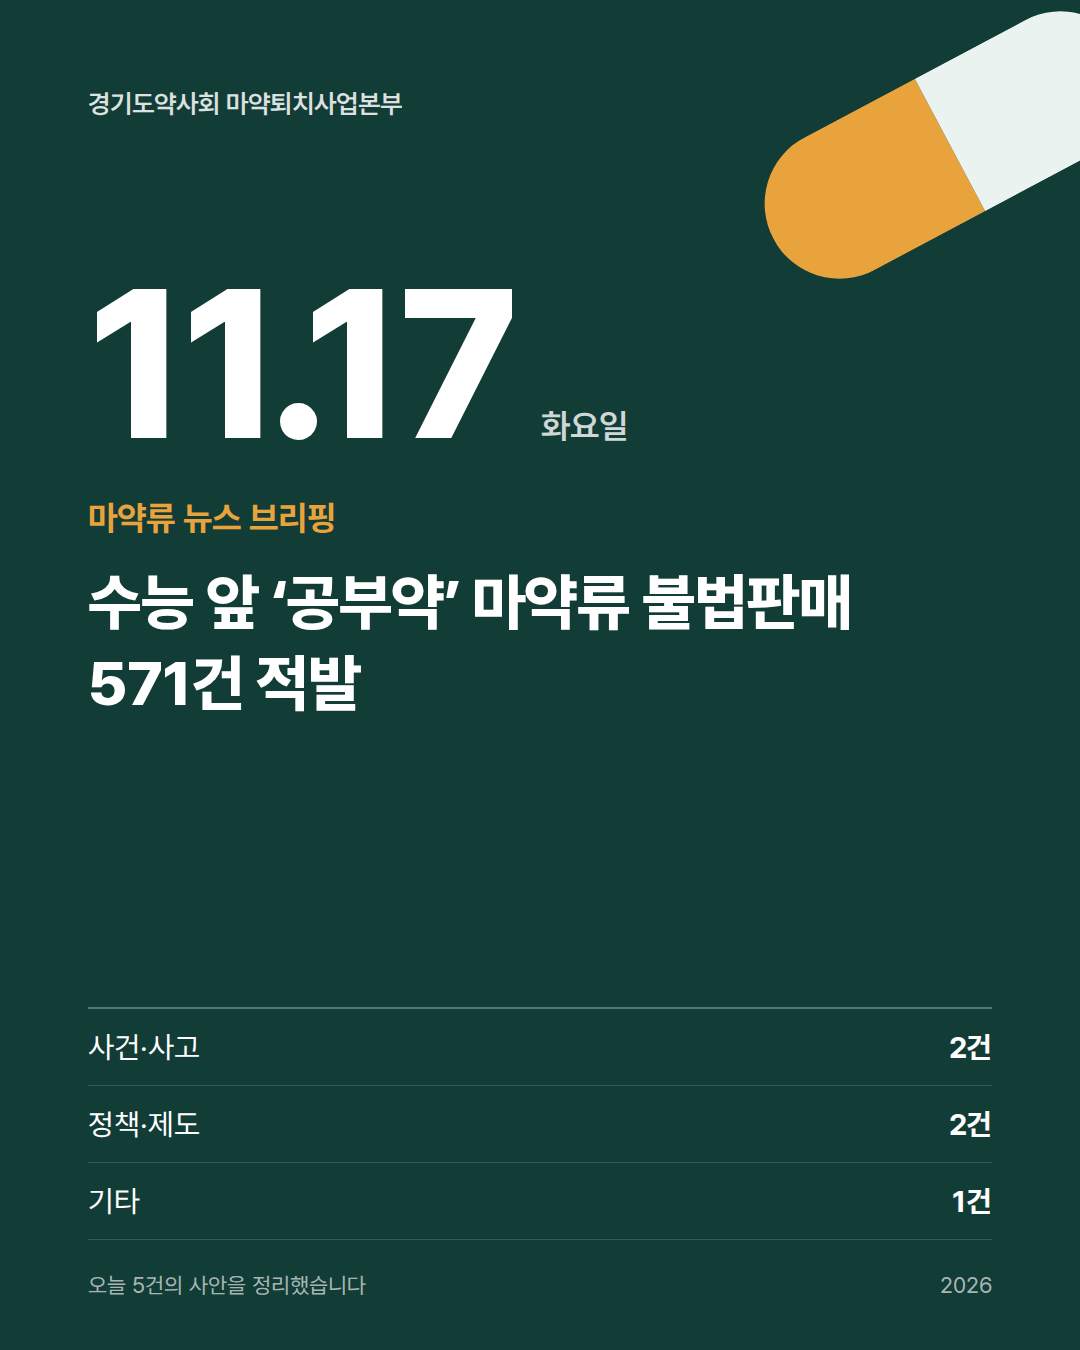 경기도약사회 마약퇴치사업본부
11.17 화요일
마약류 뉴스 브리핑
수능 앞 ‘공부약’ 마약류 불법판매
571건 적발
사건·사고 2건
정책·제도 2건
기타 1건
오늘 5건의 사안을 정리했습니다 2026